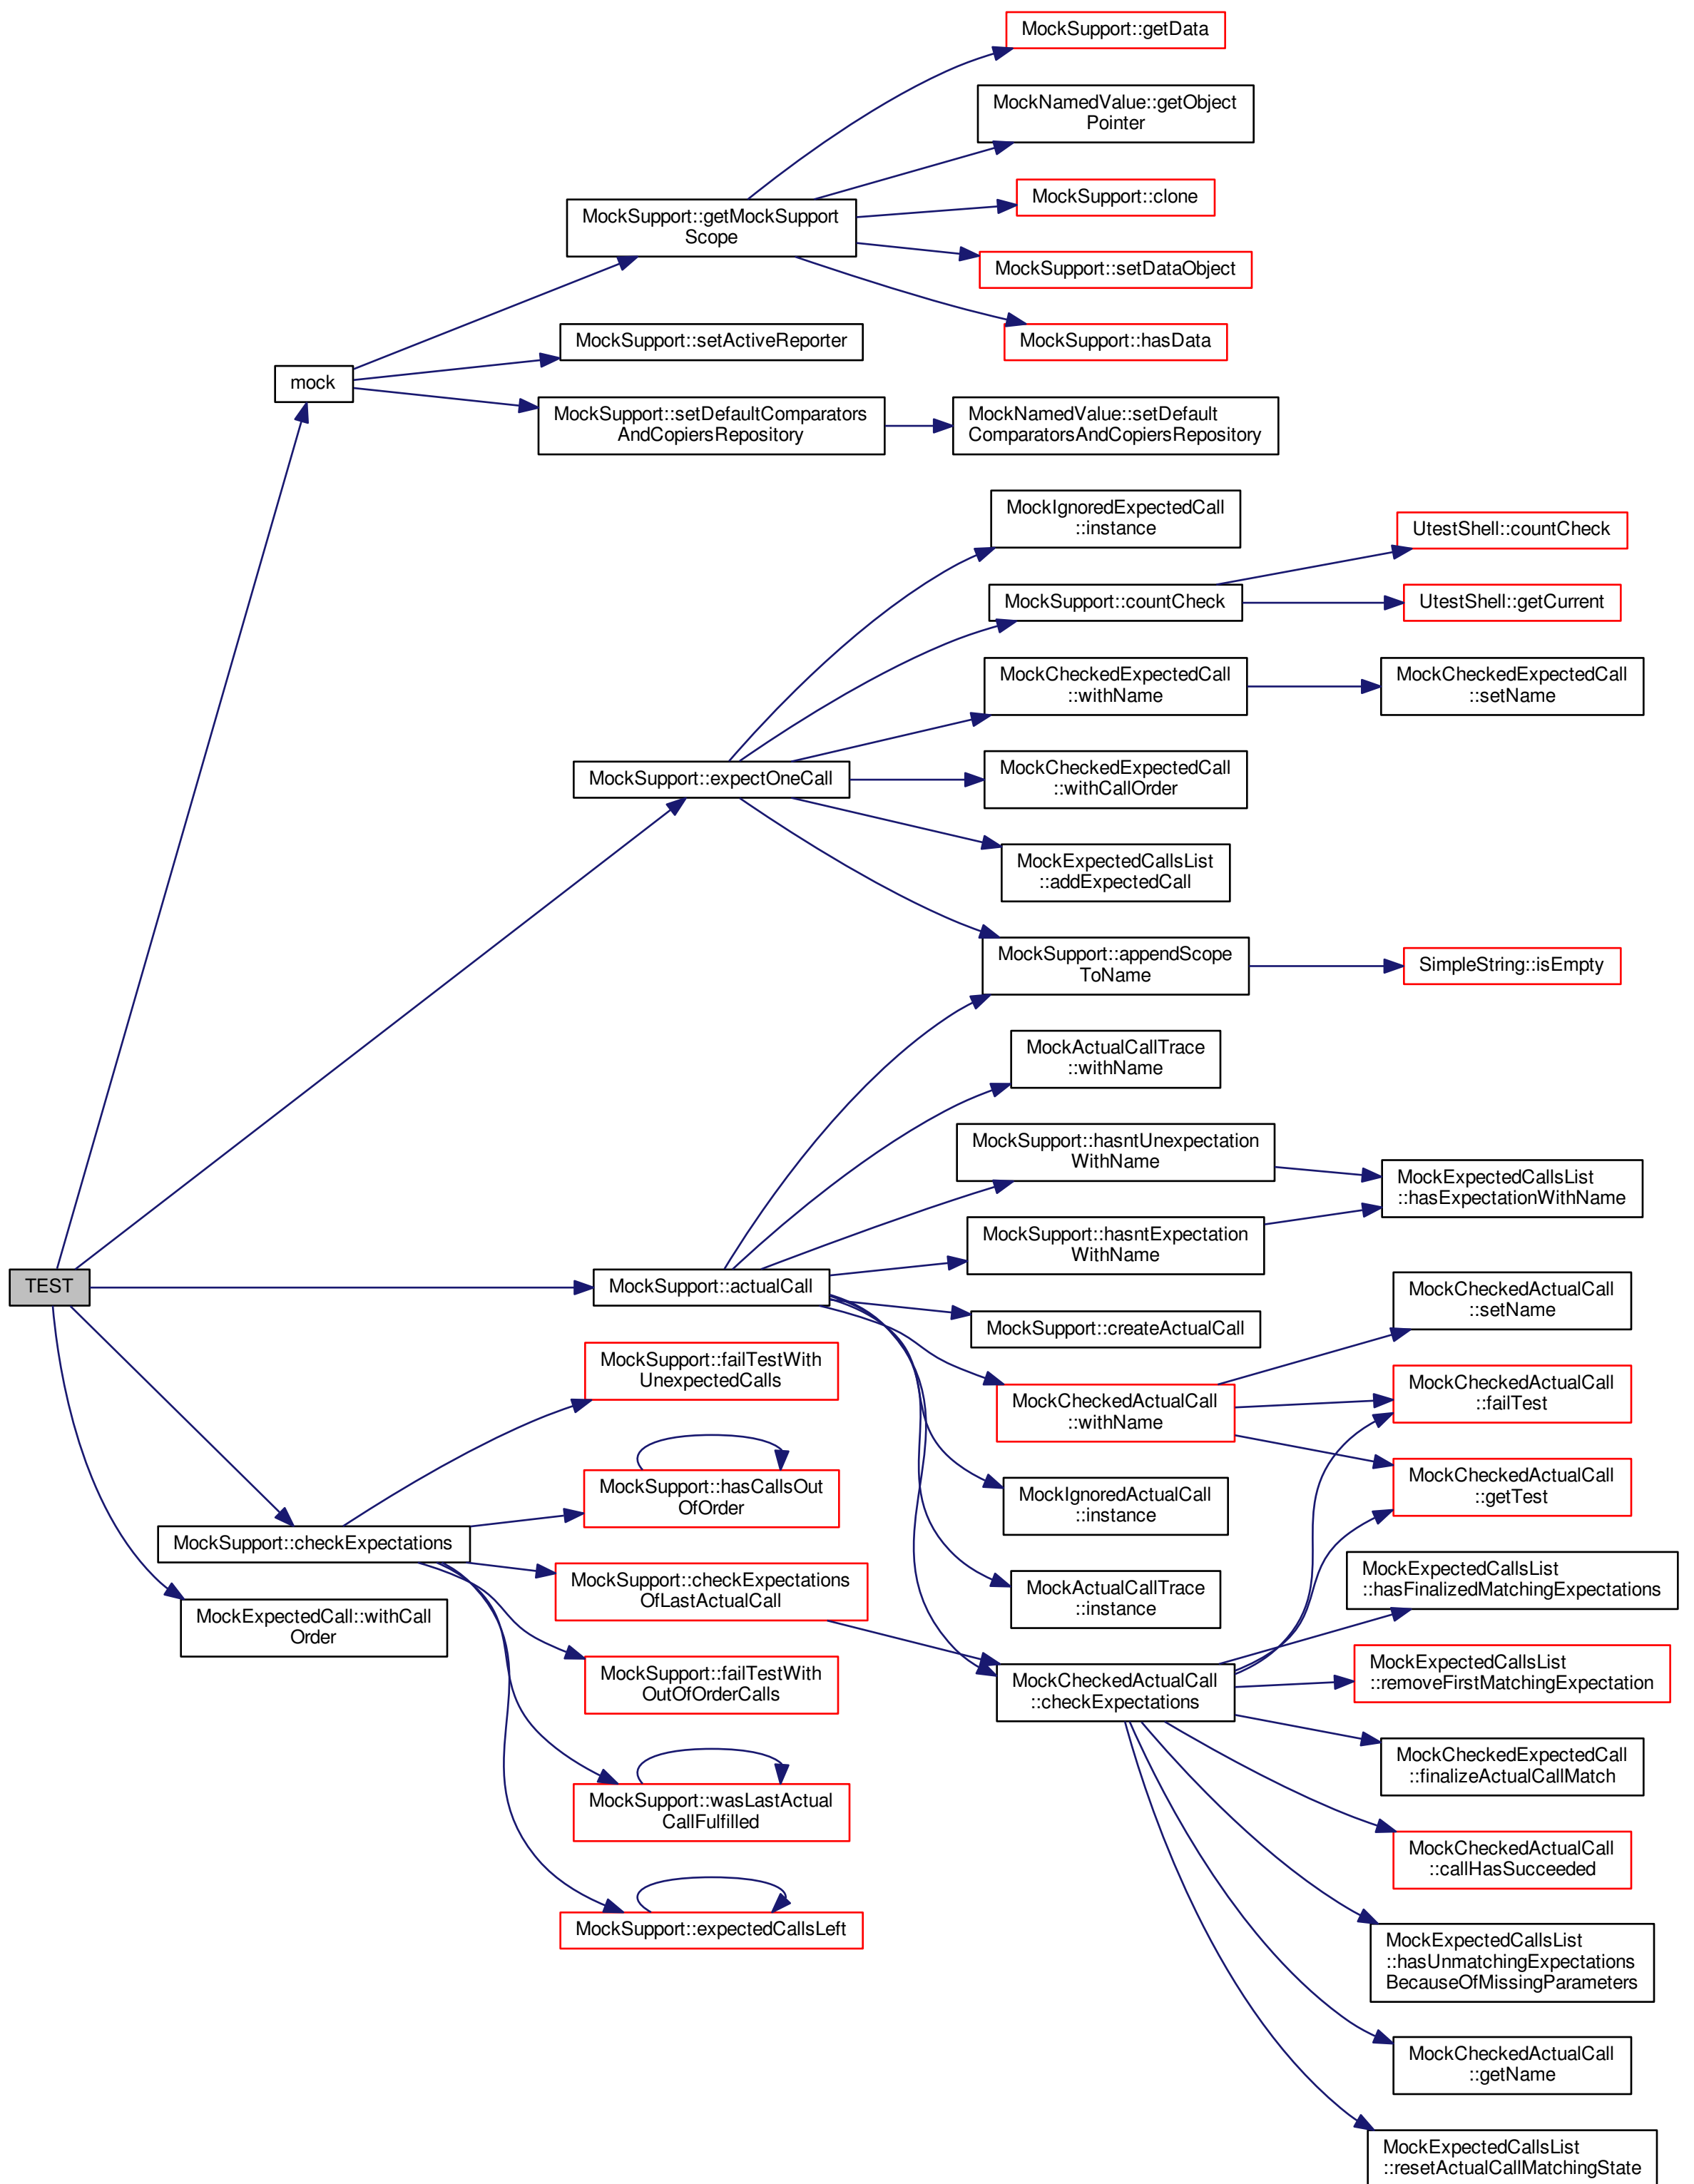 MockSupport::getData
MockNamedValue::getObject
Pointer
MockSupport::getMockSupport
Scope
MockSupport::clone
MockSupport::setDataObject
MockSupport::setActiveReporter
MockSupport::hasData
mock
MockSupport::setDefaultComparators
AndCopiersRepository
MockNamedValue::setDefault
ComparatorsAndCopiersRepository
MockIgnoredExpectedCall
::instance
UtestShell::countCheck
MockSupport::countCheck
UtestShell::getCurrent
MockCheckedExpectedCall
::withName
MockCheckedExpectedCall
::setName
MockSupport::expectOneCall
MockCheckedExpectedCall
::withCallOrder
MockExpectedCallsList
::addExpectedCall
MockSupport::appendScope
ToName
SimpleString::isEmpty
MockActualCallTrace
::withName
MockSupport::hasntUnexpectation
WithName
MockExpectedCallsList
::hasExpectationWithName
MockSupport::hasntExpectation
WithName
TEST
MockSupport::actualCall
MockCheckedActualCall
::setName
MockSupport::createActualCall
MockSupport::failTestWith
UnexpectedCalls
MockCheckedActualCall
::withName
MockCheckedActualCall
::failTest
MockSupport::hasCallsOut
OfOrder
MockIgnoredActualCall
::instance
MockCheckedActualCall
::getTest
MockSupport::checkExpectations
MockSupport::checkExpectations
OfLastActualCall
MockActualCallTrace
::instance
MockExpectedCallsList
::hasFinalizedMatchingExpectations
MockExpectedCall::withCall
Order
MockSupport::failTestWith
OutOfOrderCalls
MockCheckedActualCall
::checkExpectations
MockExpectedCallsList
::removeFirstMatchingExpectation
MockCheckedExpectedCall
::finalizeActualCallMatch
MockSupport::wasLastActual
CallFulfilled
MockCheckedActualCall
::callHasSucceeded
MockSupport::expectedCallsLeft
MockExpectedCallsList
::hasUnmatchingExpectations
BecauseOfMissingParameters
MockCheckedActualCall
::getName
MockExpectedCallsList
::resetActualCallMatchingState